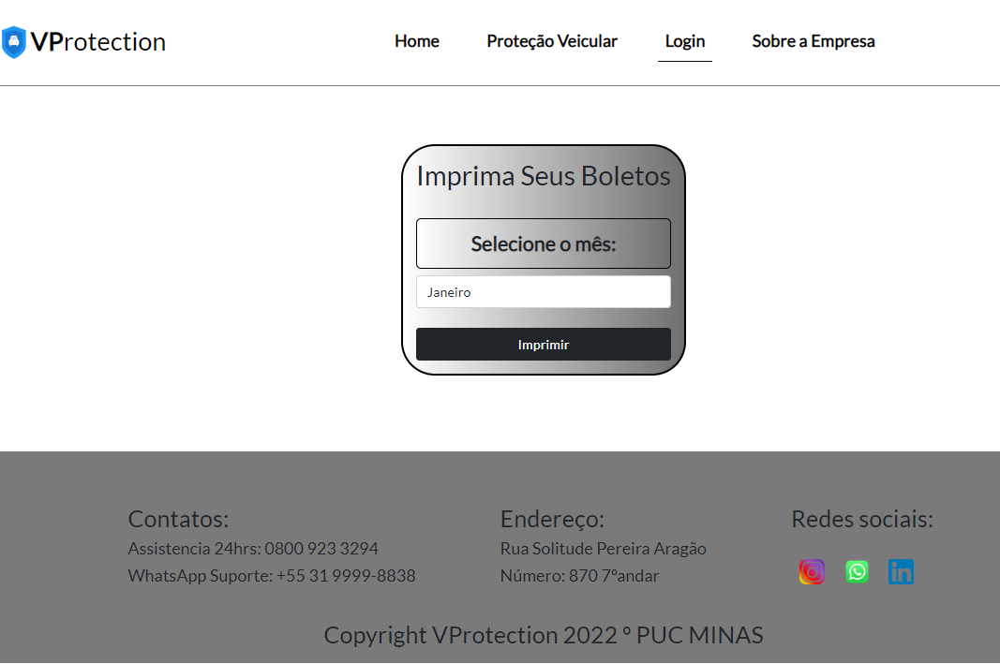 VProtection
Home Proteção Veicular Login Sobre a Empresa
Imprima Seus Boletos
Selecione o mês:
Janeiro
Imprimir
Contatos:
Assistencia 24hrs: 0800 923 3294
WhatsApp Suporte: +55 31 9999-8838
Endereço:
Rua Solitude Pereira Aragão
Número: 870 7ºandar
Redes sociais:
Copyright VProtection 2022 º PUC MINAS